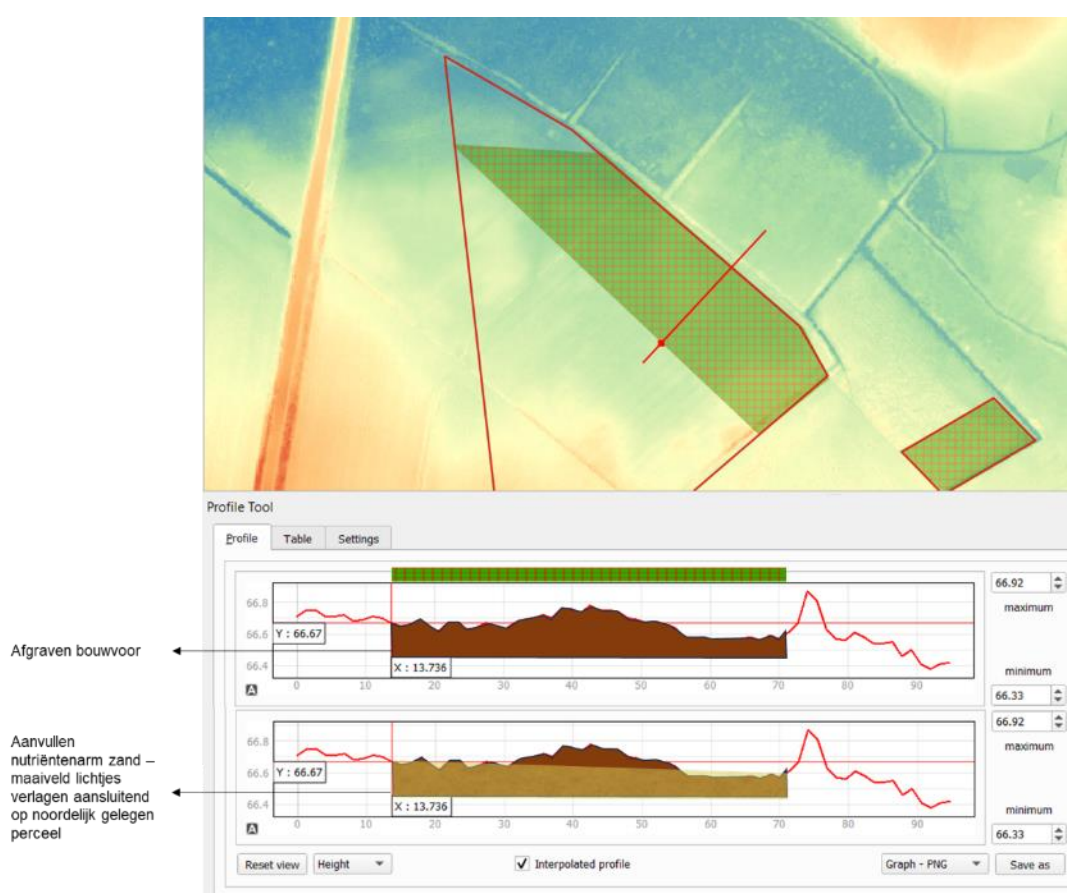 Profile Tool
Profile
Table
Settings
Afgraven bouwvoor
66.8
66.6
66.4
Y : 66.67
X : 13.736
A
0
10
20
30
40
50
60
70
80
90
66.92
maximum
minimum
66.33
Aanvullen
nutriëntenarm zand –
maaiveld lichtjes
verlagen aansluitend
op noordelijk gelegen
perceel
66.8
66.6
66.4
Y : 66.67
X : 13.736
A
0
10
20
30
40
50
60
70
80
90
66.92
maximum
minimum
66.33
Reset view
Height
Interpolated profile
Graph - PNG
Save as